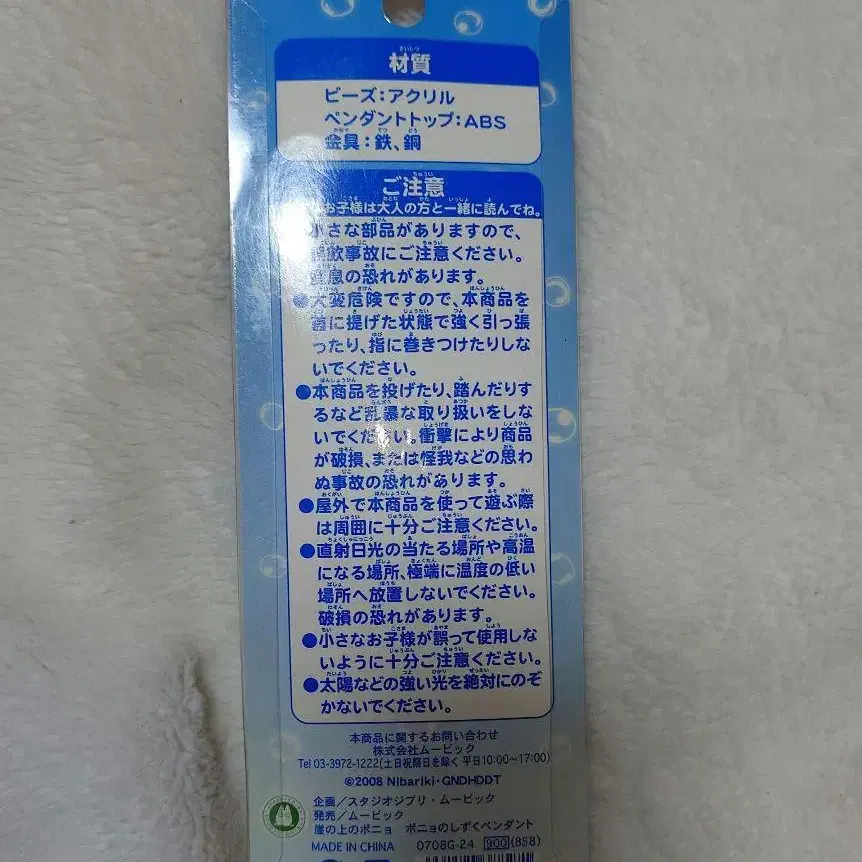 材質
ビーズ:アクリル
ペンダントトップ:ABS
金具:鉄、銅
ご注意
お子様は大人の方と一緒に読んでね。
小さな部品がありますので、
誤飲事故にご注意ください。
窒息の恐れがあります。
●大変危険ですので、本商品を
首に提げた状態で強く引っ張
ったり、指に巻きつけたりしな
いでください。
●本商品を投げたり、踏んだりす
るなど乱暴な取り扱いをしな
いでください。衝撃により商品
が破損、または怪我などの思わ
ぬ事故の恐れがあります。
●屋外で本商品を使って遊ぶ際
は周囲に十分ご注意ください。
●直射日光の当たる場所や高温
になる場所、極端に温度の低い
場所へ放置しないでください。
破損の恐れがあります。
●小さなお子様が誤って使用しな
いように十分ご注意ください。
●太陽などの強い光を絶対にのぞ
かないでください。
本商品に関するお問い合わせ
株式会社ムービック
Tel 03-3972-1222(土日祝祭日を除く 平日10:00〜17:00)
©2008 Nibariki・GNDHDDT
企画/スタジオジブリ・ムービック
発売/ムービック
崖の上のポニョ ポニョのしずくペンダント
MADE IN CHINA 0708G-24 900(858)